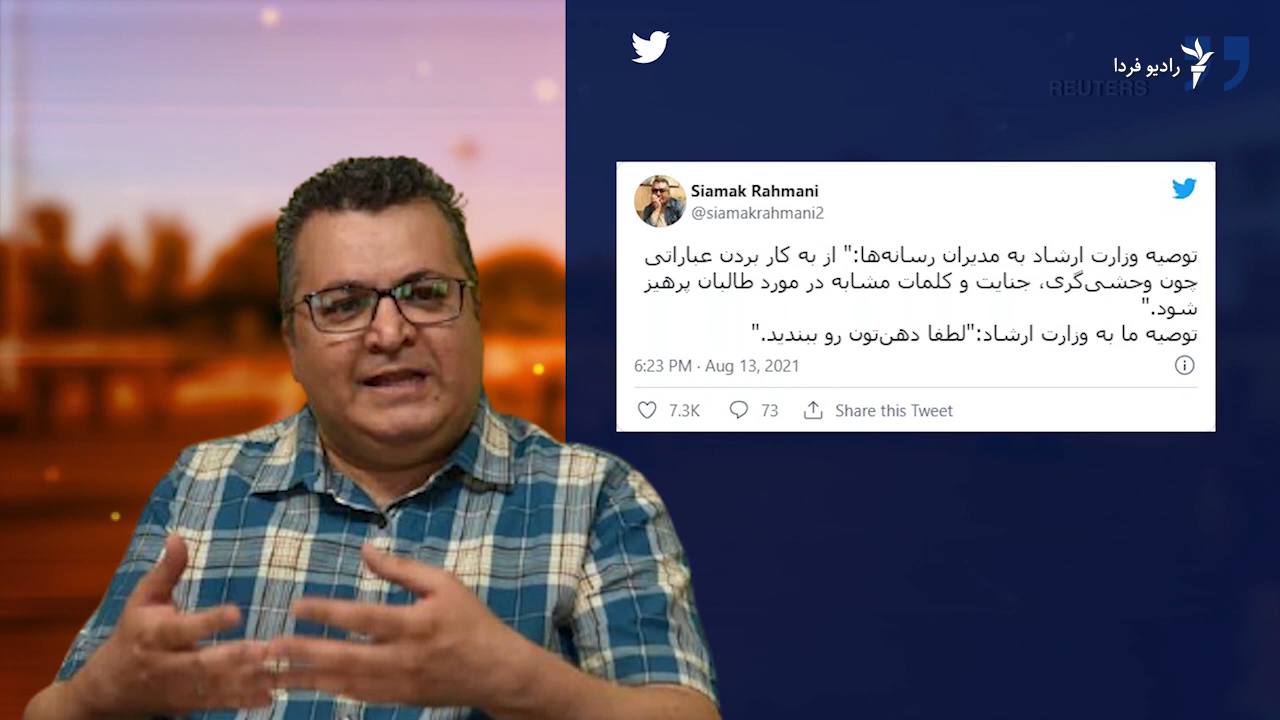 رادیو فردا
REUTERS
Siamak Rahmani
@siamakrahmani2
توصیه وزارت ارشاد به مدیران رسانه‌ها:" از به کار بردن عباراتی
چون وحشی‌گری، جنایت و کلمات مشابه در مورد طالبان پرهیز
شود."
توصیه ما به وزارت ارشاد:"لطفا دهن‌تون رو ببندید."
6:23 PM · Aug 13, 2021
7.3K 73 Share this Tweet